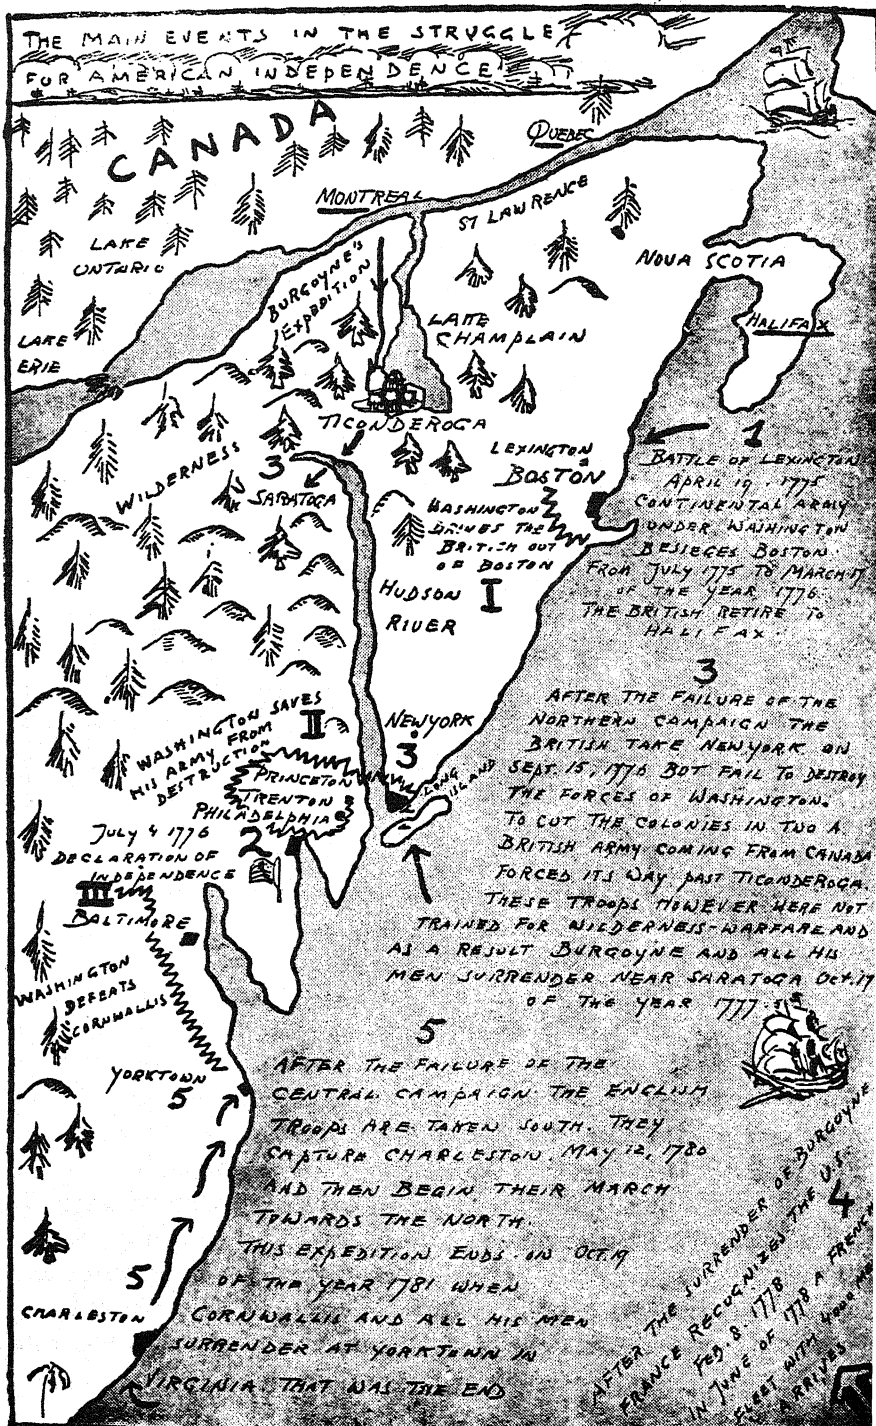 THE MAIN EVENTS IN THE STRUGGLE
FOR AMERICAN INDEPENDENCE
CANADA
QUEBEC
MONTREAL
ST LAWRENCE
LAKE
ONTARIO
BURGOYNE'S
EXPEDITION
NOVA SCOTIA
HALIFAX
LAKE
ERIE
LAKE
CHAMPLAIN
TICONDEROGA
WILDERNESS
3
SARATOGA
LEXINGTON
BOSTON
WASHINGTON
DRIVES THE
BRITISH OUT
OF BOSTON
I
HUDSON
RIVER
1
BATTLE OF LEXINGTON
APRIL 19. 1775
CONTINENTAL ARMY
UNDER WASHINGTON
BESIEGES BOSTON
FROM JULY 1775 TO MARCH 17
OF THE YEAR 1776.
THE BRITISH RETIRE TO
HALIFAX
WASHINGTON SAVES
HIS ARMY FROM
DESTRUCTION
II
NEWYORK
3
LONG
ISLAND
PRINCETON
TRENTON
PHILADELPHIA
2
JULY 4 1776
DECLARATION OF
INDEPENDENCE
3
AFTER THE FAILURE OF THE
NORTHERN CAMPAIGN THE
BRITISH TAKE NEWYORK ON
SEPT. 15, 1776 BUT FAIL TO DESTROY
THE FORCES OF WASHINGTON.
TO CUT THE COLONIES IN TWO A
BRITISH ARMY COMING FROM CANADA
FORCED ITS WAY PAST TICONDEROGA.
THESE TROOPS HOWEVER WERE NOT
TRAINED FOR WILDERNESS-WARFARE AND
AS A RESULT BURGOYNE AND ALL HIS
MEN SURRENDER NEAR SARATOGA OCT. 17
OF THE YEAR 1777.
III
BALTIMORE
WASHINGTON
DEFEATS
CORNWALLIS
YORKTOWN
5
5
AFTER THE FAILURE OF THE
CENTRAL CAMPAIGN THE ENGLISH
TROOPS ARE TAKEN SOUTH. THEY
CAPTURE CHARLESTON. MAY 12, 1780
AND THEN BEGIN THEIR MARCH
TOWARDS THE NORTH.
THIS EXPEDITION ENDS ON OCT. 19
OF THE YEAR 1781 WHEN
CORNWALLIS AND ALL HIS MEN
SURRENDER AT YORKTOWN IN
VIRGINIA. THAT WAS THE END
5
CHARLESTON
4
AFTER THE SURRENDER OF BURGOYNE
FRANCE RECOGNIZES THE U.S.
FEB. 8. 1778
IN JUNE OF 1778 A FRENCH
FLEET WITH 4000 MEN
ARRIVES